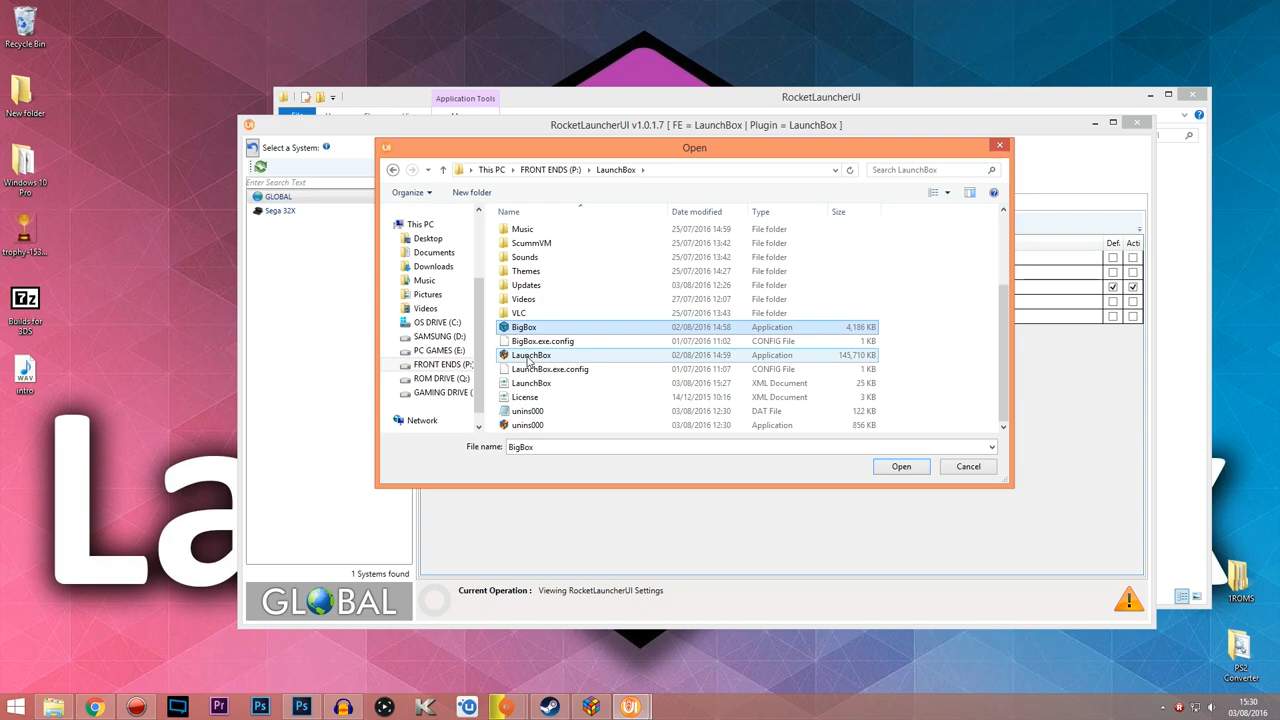 Recycle Bin
New folder
Windows 10
Pro
trophy-153...
7z
Builds for
3DS
intro
La
Application Tools
RocketLauncherUI
RocketLauncherUI v1.0.1.7 [ FE = LaunchBox | Plugin = LaunchBox ]
Select a System:
Enter Search Text
GLOBAL
Sega 32X
1 Systems found
GLOBAL
Current Operation : Viewing RocketLauncherUI Settings
Defa
Acti
Open
This PC
FRONT ENDS (P:)
LaunchBox
Search LaunchBox
Organize
New folder
This PC
Desktop
Documents
Downloads
Music
Pictures
Videos
OS DRIVE (C:)
SAMSUNG (D:)
PC GAMES (E:)
FRONT ENDS (P:
ROM DRIVE (Q:)
GAMING DRIVE (
Network
Name Date modified Type Size
Music 25/07/2016 14:59 File folder
ScummVM 25/07/2016 13:42 File folder
Sounds 25/07/2016 13:42 File folder
Themes 25/07/2016 14:27 File folder
Updates 03/08/2016 12:26 File folder
Videos 27/07/2016 12:07 File folder
VLC 25/07/2016 13:43 File folder
BigBox 02/08/2016 14:58 Application 4,186 KB
BigBox.exe.config 01/07/2016 11:02 CONFIG File 1 KB
LaunchBox 02/08/2016 14:59 Application 145,710 KB
LaunchBox.exe.config 01/07/2016 11:07 CONFIG File 1 KB
LaunchBox 03/08/2016 15:27 XML Document 25 KB
License 14/12/2015 10:16 XML Document 3 KB
unins000 03/08/2016 12:30 DAT File 122 KB
unins000 03/08/2016 12:30 Application 856 KB
File name: BigBox
Open
Cancel
1ROMS
PS2
Converter
15:30
03/08/2016